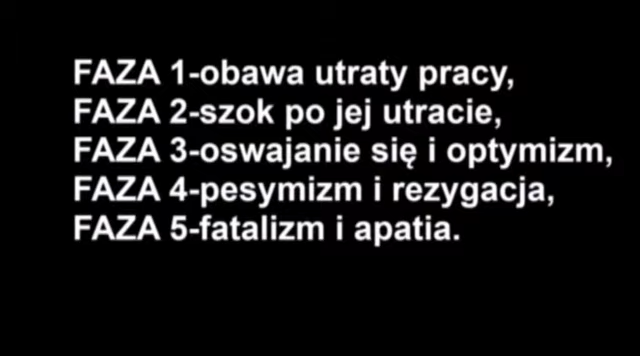 FAZA 1-obawa utraty pracy,
FAZA 2-szok po jej utracie,
FAZA 3-oswajanie się i optymizm,
FAZA 4-pesymizm i rezygacja,
FAZA 5-fatalizm i apatia.